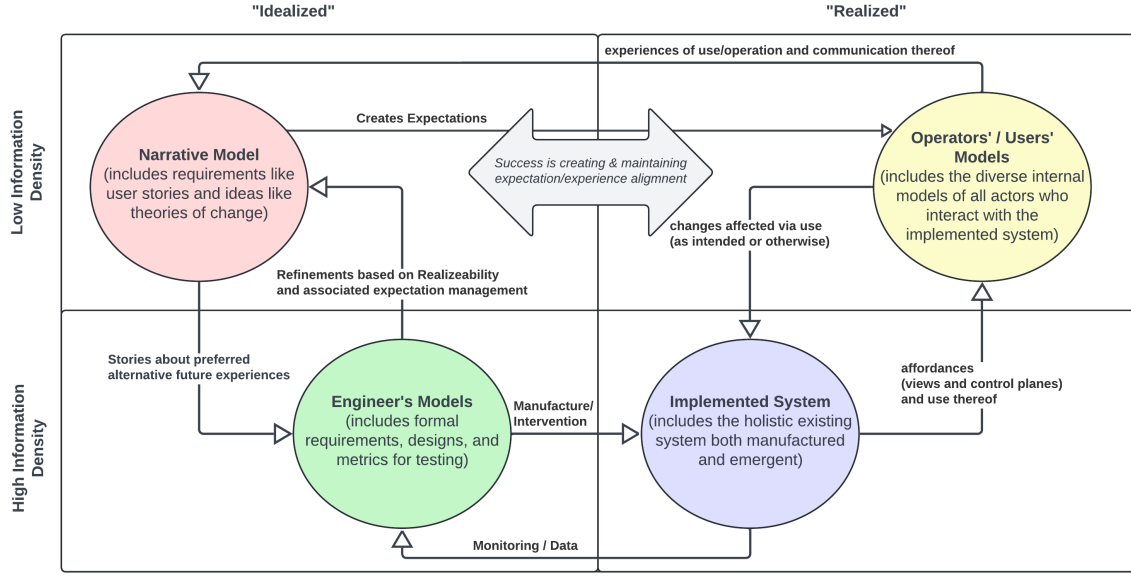 "Idealized"
"Realized"
experiences of use/operation and communication thereof
Low Information
Density
Creates Expectations
Narrative Model
(includes requirements like
user stories and ideas like
theories of change)
Success is creating & maintaining
expectation/experience aligmnent
Operators' / Users'
Models
(includes the diverse internal
models of all actors who
interact with the
implemented system)
changes affected via use
(as intended or otherwise)
Refinements based on Realizeability
and associated expectation management
High Information
Density
Stories about preferred
alternative future experiences
Engineer's Models
(includes formal
requirements, designs, and
metrics for testing)
Manufacture/
Intervention
Implemented System
(includes the holistic existing
system both manufactured
and emergent)
affordances
(views and control planes)
and use thereof
Monitoring / Data